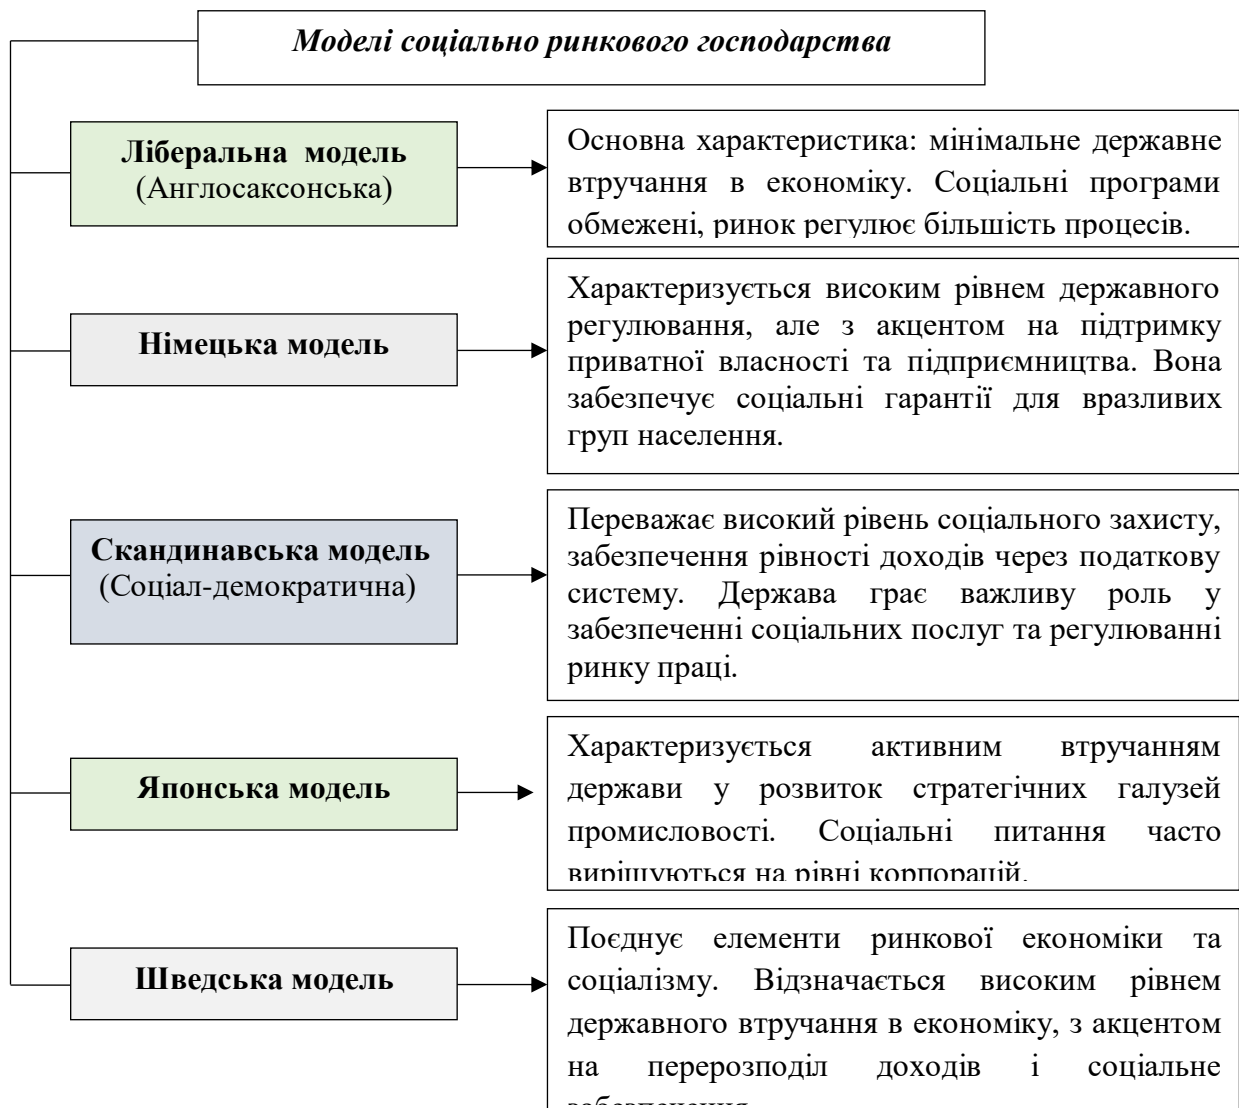 Моделі соціально ринкового господарства
Ліберальна модель
(Англосаксонська)
Основна характеристика: мінімальне державне
втручання в економіку. Соціальні програми
обмежені, ринок регулює більшість процесів.
Німецька модель
Характеризується високим рівнем державного
регулювання, але з акцентом на підтримку
приватної власності та підприємництва. Вона
забезпечує соціальні гарантії для вразливих
груп населення.
Скандинавська модель
(Соціал-демократична)
Переважає високий рівень соціального захисту,
забезпечення рівності доходів через податкову
систему. Держава грає важливу роль у
забезпеченні соціальних послуг та регулюванні
ринку праці.
Японська модель
Характеризується активним втручанням
держави у розвиток стратегічних галузей
промисловості. Соціальні питання часто
вирішуються на рівні корпорацій.
Шведська модель
Поєднує елементи ринкової економіки та
соціалізму. Відзначається високим рівнем
державного втручання в економіку, з акцентом
на перерозподіл доходів і соціальне